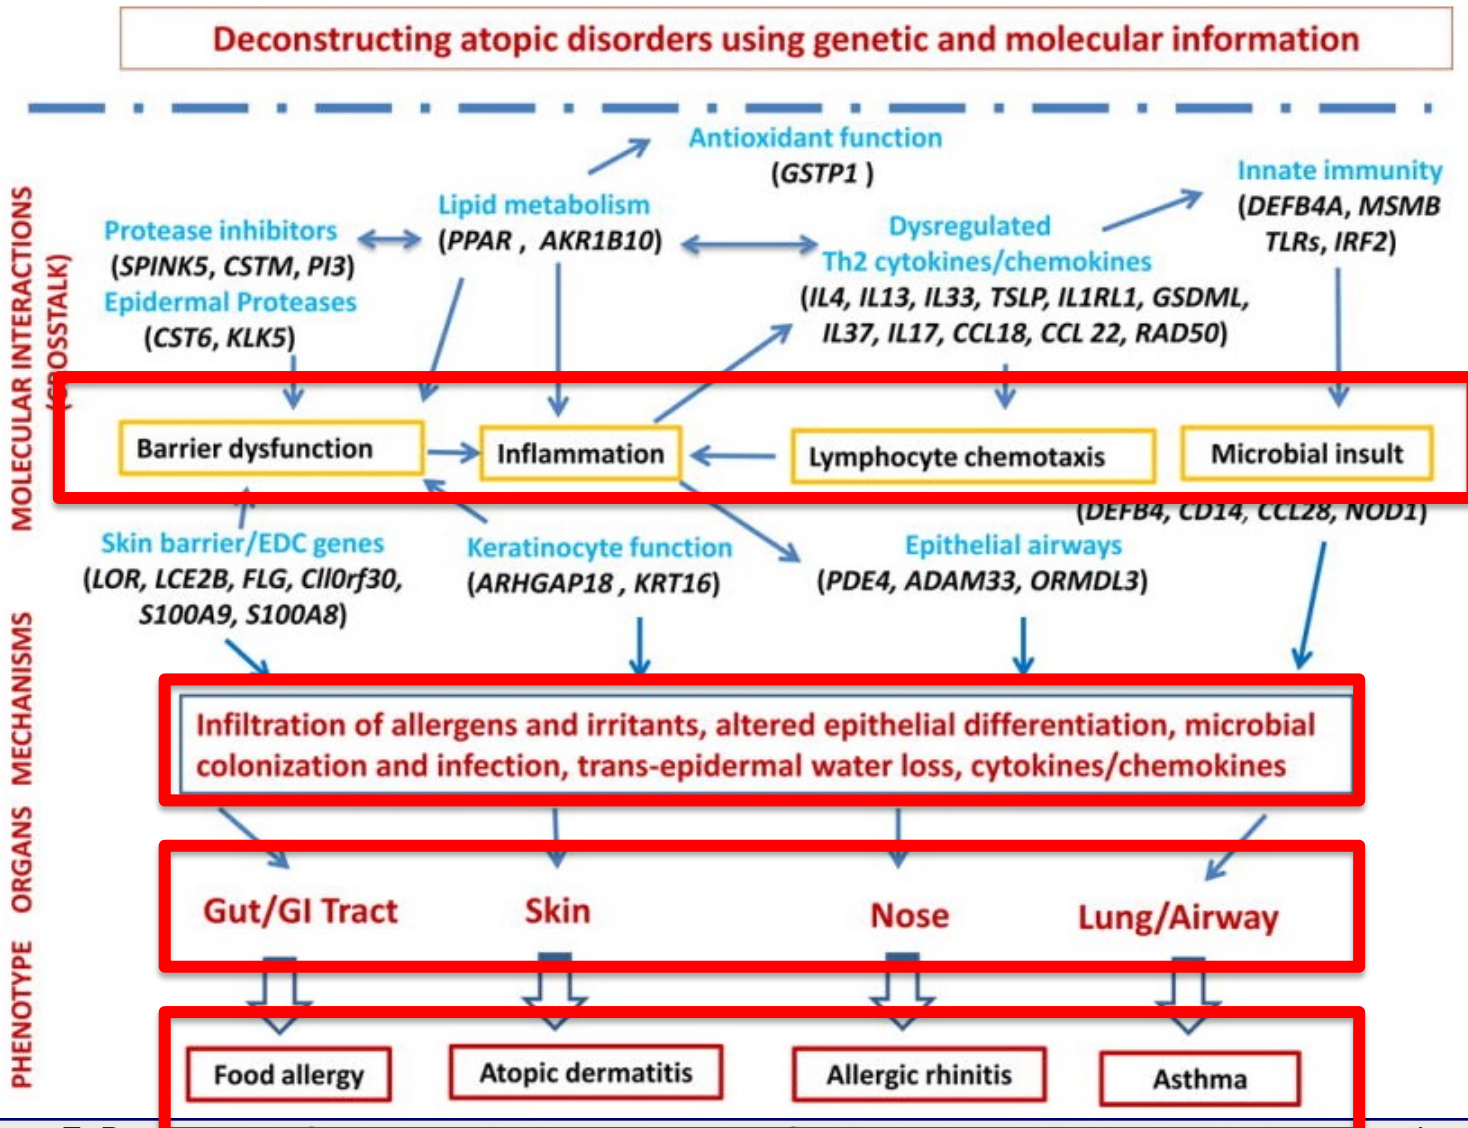 Deconstructing atopic disorders using genetic and molecular information
Antioxidant function
(GSTP1 )
Innate immunity
(DEFB4A, MSMB
TLRs, IRF2)
Lipid metabolism
(PPAR , AKR1B10)
Protease inhibitors
(SPINK5, CSTM, PI3)
Epidermal Proteases
(CST6, KLK5)
Dysregulated
Th2 cytokines/chemokines
(IL4, IL13, IL33, TSLP, IL1RL1, GSDML,
IL37, IL17, CCL18, CCL 22, RAD50)
MOLECULAR INTERACTIONS
(CROSSTALK)
Barrier dysfunction
Inflammation
Lymphocyte chemotaxis
Microbial insult
(DEFB4, CD14, CCL28, NOD1)
Skin barrier/EDC genes
(LOR, LCE2B, FLG, Cll0rf30,
S100A9, S100A8)
Keratinocyte function
(ARHGAP18 , KRT16)
Epithelial airways
(PDE4, ADAM33, ORMDL3)
MECHANISMS
Infiltration of allergens and irritants, altered epithelial differentiation, microbial
colonization and infection, trans-epidermal water loss, cytokines/chemokines
ORGANS
Gut/GI Tract
Skin
Nose
Lung/Airway
PHENOTYPE
Food allergy
Atopic dermatitis
Allergic rhinitis
Asthma